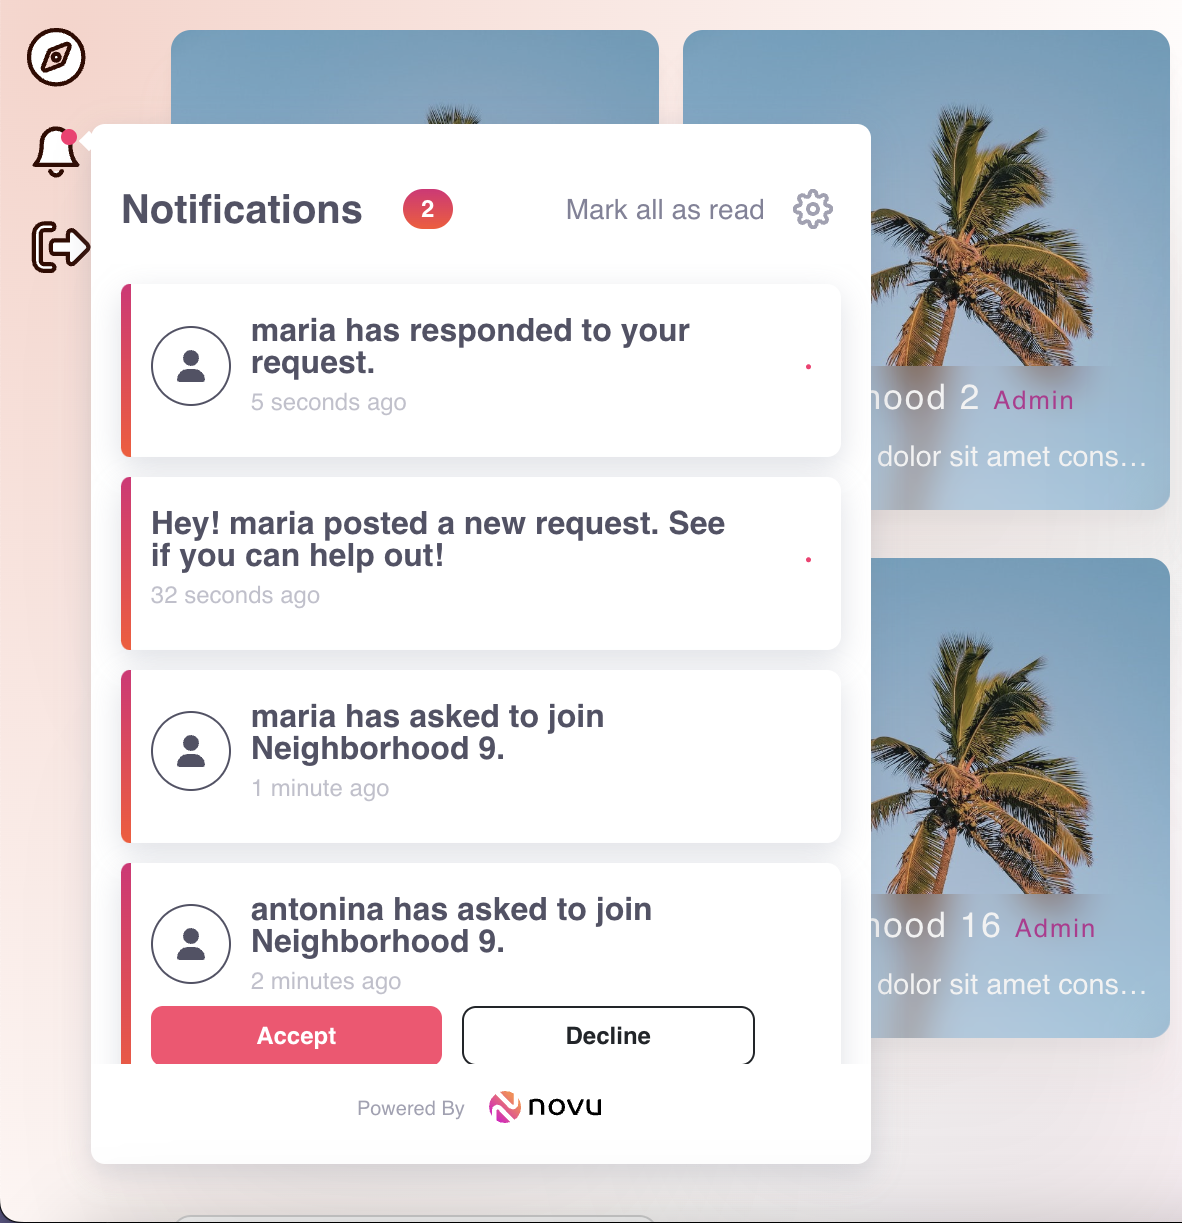 Notifications 2 Mark all as read
maria has responded to your
request.
5 seconds ago
Hey! maria posted a new request. See
if you can help out!
32 seconds ago
maria has asked to join
Neighborhood 9.
1 minute ago
antonina has asked to join
Neighborhood 9.
2 minutes ago
Accept Decline
Powered By novu
hood 2 Admin
dolor sit amet cons...
hood 16 Admin
dolor sit amet cons...